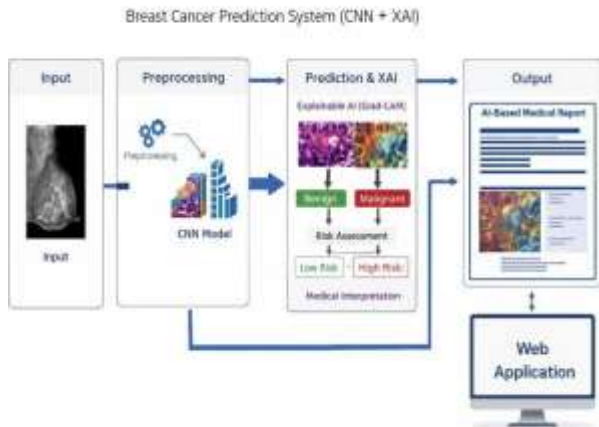 Breast Cancer Prediction System (CNN + XAI)
Input
Input
Preprocessing
Preprocessing
CNN Model
Prediction & XAI
Explainable AI (Grad-CAM)
Benign
Malignant
Risk Assessment
Low Risk
High Risk
Medical Interpretation
Output
AI-Based Medical Report
Web
Application